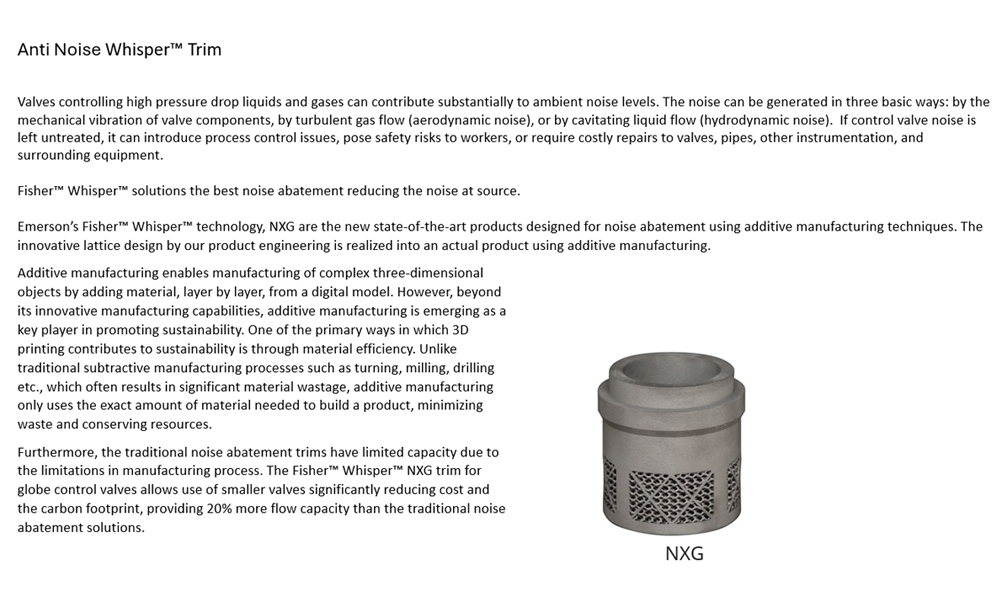 Anti Noise Whisper™ Trim
Valves controlling high pressure drop liquids and gases can contribute substantially to ambient noise levels. The noise can be generated in three basic ways: by the
mechanical vibration of valve components, by turbulent gas flow (aerodynamic noise), or by cavitating liquid flow (hydrodynamic noise).  If control valve noise is
left untreated, it can introduce process control issues, pose safety risks to workers, or require costly repairs to valves, pipes, other instrumentation, and
surrounding equipment.
Fisher™ Whisper™ solutions the best noise abatement reducing the noise at source.
Emerson’s Fisher™ Whisper™ technology, NXG are the new state-of-the-art products designed for noise abatement using additive manufacturing techniques. The
innovative lattice design by our product engineering is realized into an actual product using additive manufacturing.
Additive manufacturing enables manufacturing of complex three-dimensional
objects by adding material, layer by layer, from a digital model. However, beyond
its innovative manufacturing capabilities, additive manufacturing is emerging as a
key player in promoting sustainability. One of the primary ways in which 3D
printing contributes to sustainability is through material efficiency. Unlike
traditional subtractive manufacturing processes such as turning, milling, drilling
etc., which often results in significant material wastage, additive manufacturing
only uses the exact amount of material needed to build a product, minimizing
waste and conserving resources.
Furthermore, the traditional noise abatement trims have limited capacity due to
the limitations in manufacturing process. The Fisher™ Whisper™ NXG trim for
globe control valves allows use of smaller valves significantly reducing cost and
the carbon footprint, providing 20% more flow capacity than the traditional noise
abatement solutions.
NXG